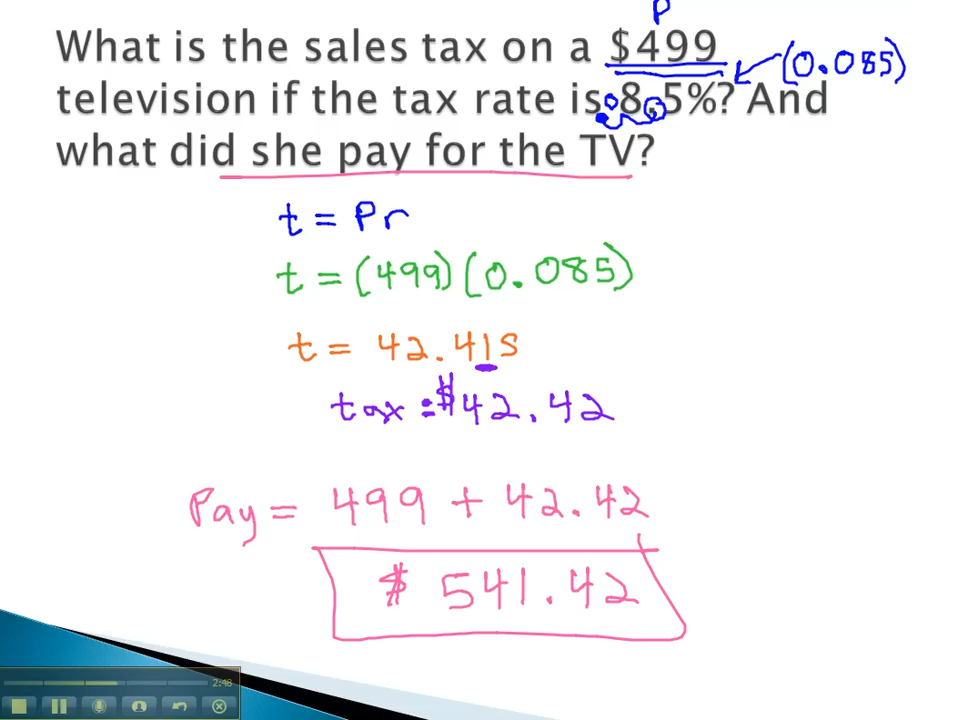 P
What is the sales tax on a $499
(0.085)
television if the tax rate is 8.5%? And
what did she pay for the TV?
t = Pr
t = (499)(0.085)
t = 42.415
tax = $42.42
Pay = 499 + 42.42
$ 541.42
2:48